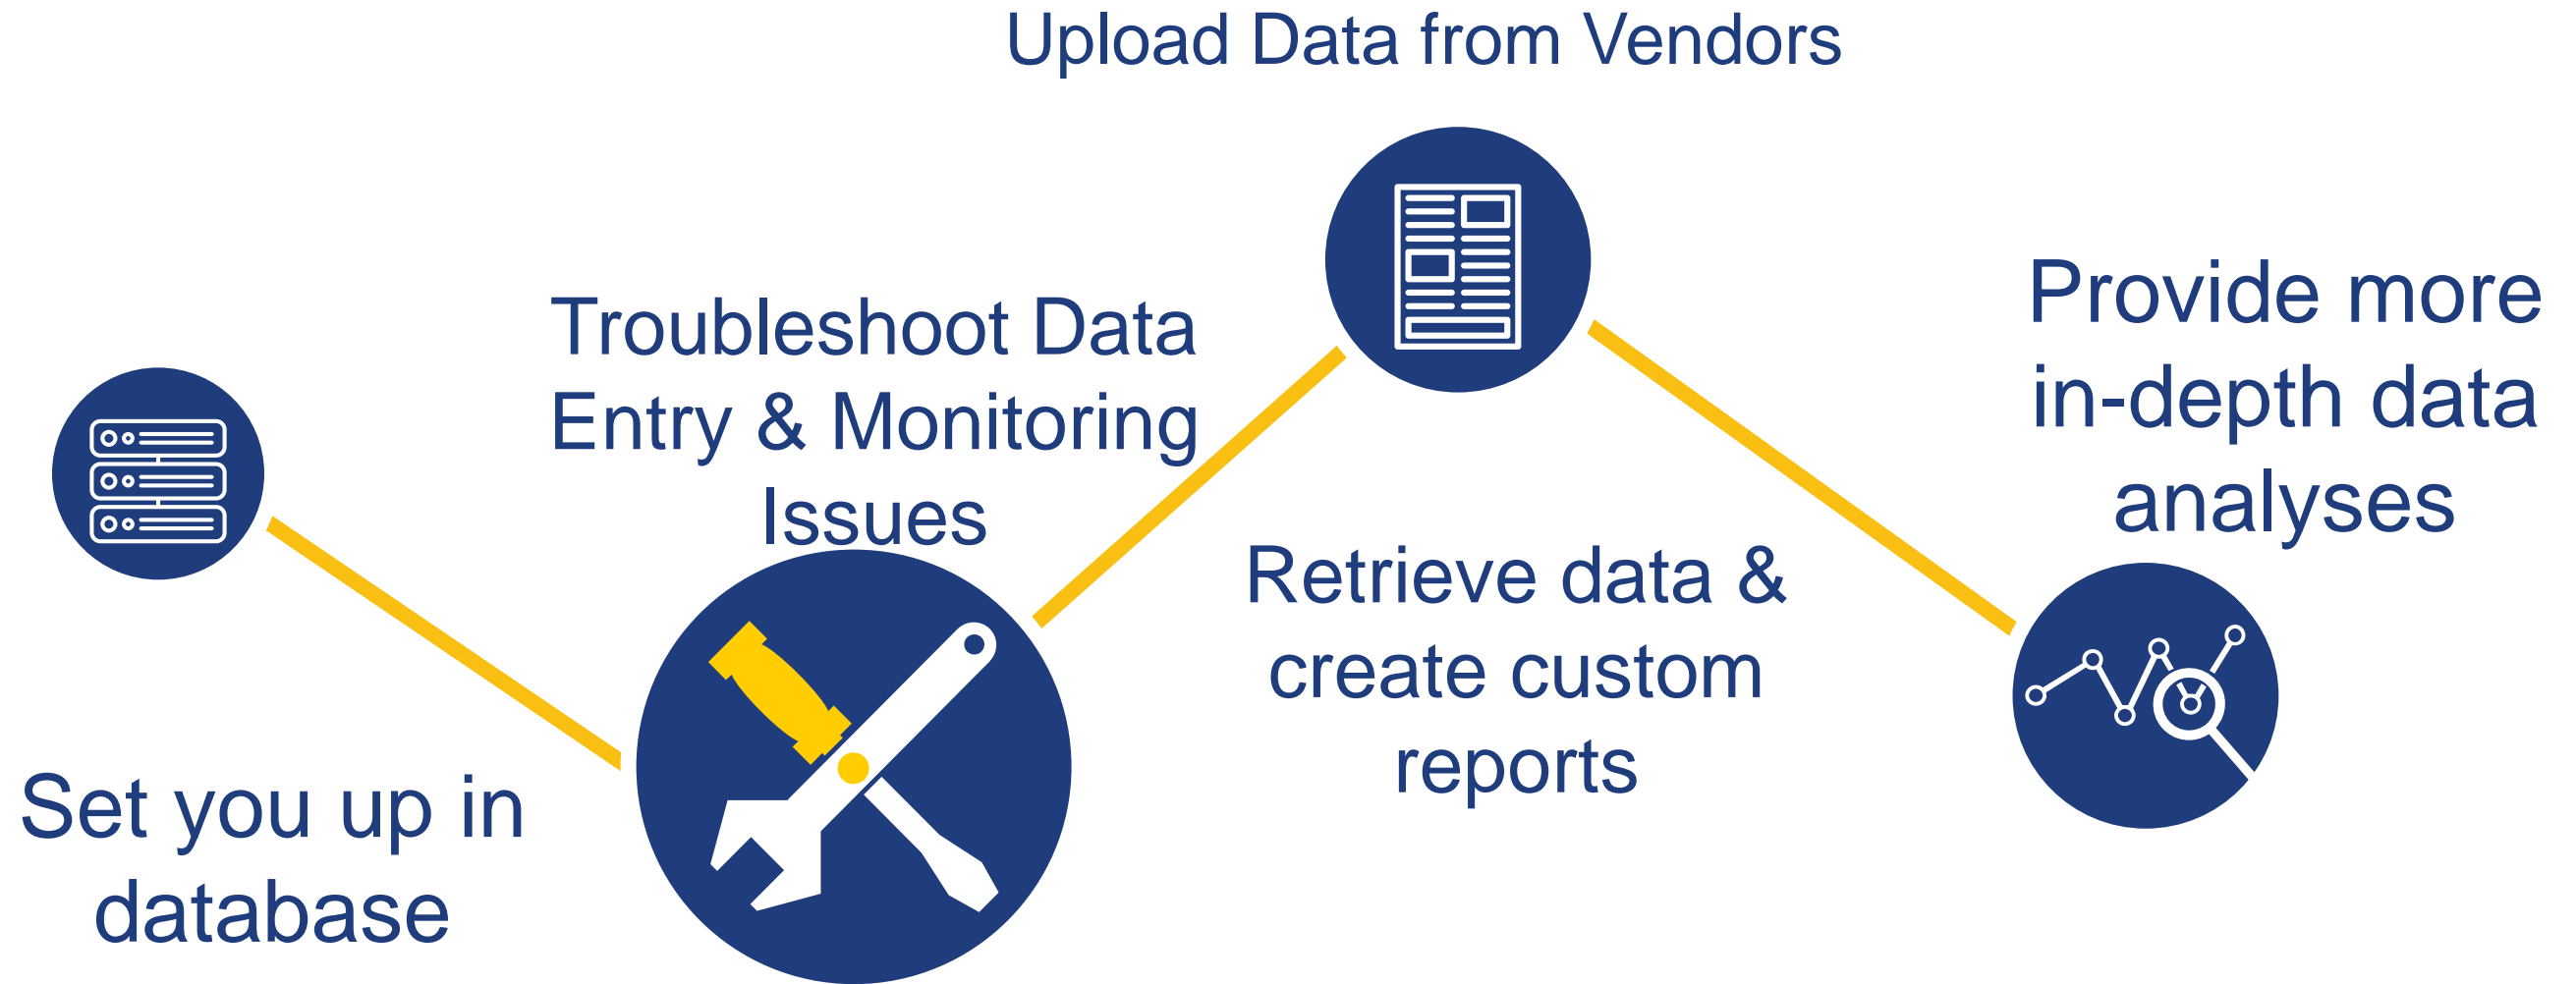 Upload Data from Vendors
Troubleshoot Data
Entry & Monitoring
Issues
Provide more
in-depth data
analyses
Retrieve data &
create custom
reports
Set you up in
database